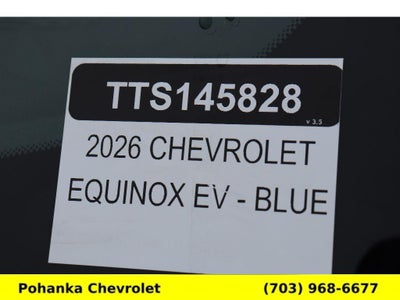 TTS145828
v 3.5
2026 CHEVROLET
EQUINOX EV - BLUE
Pohanka Chevrolet (703) 968-6677